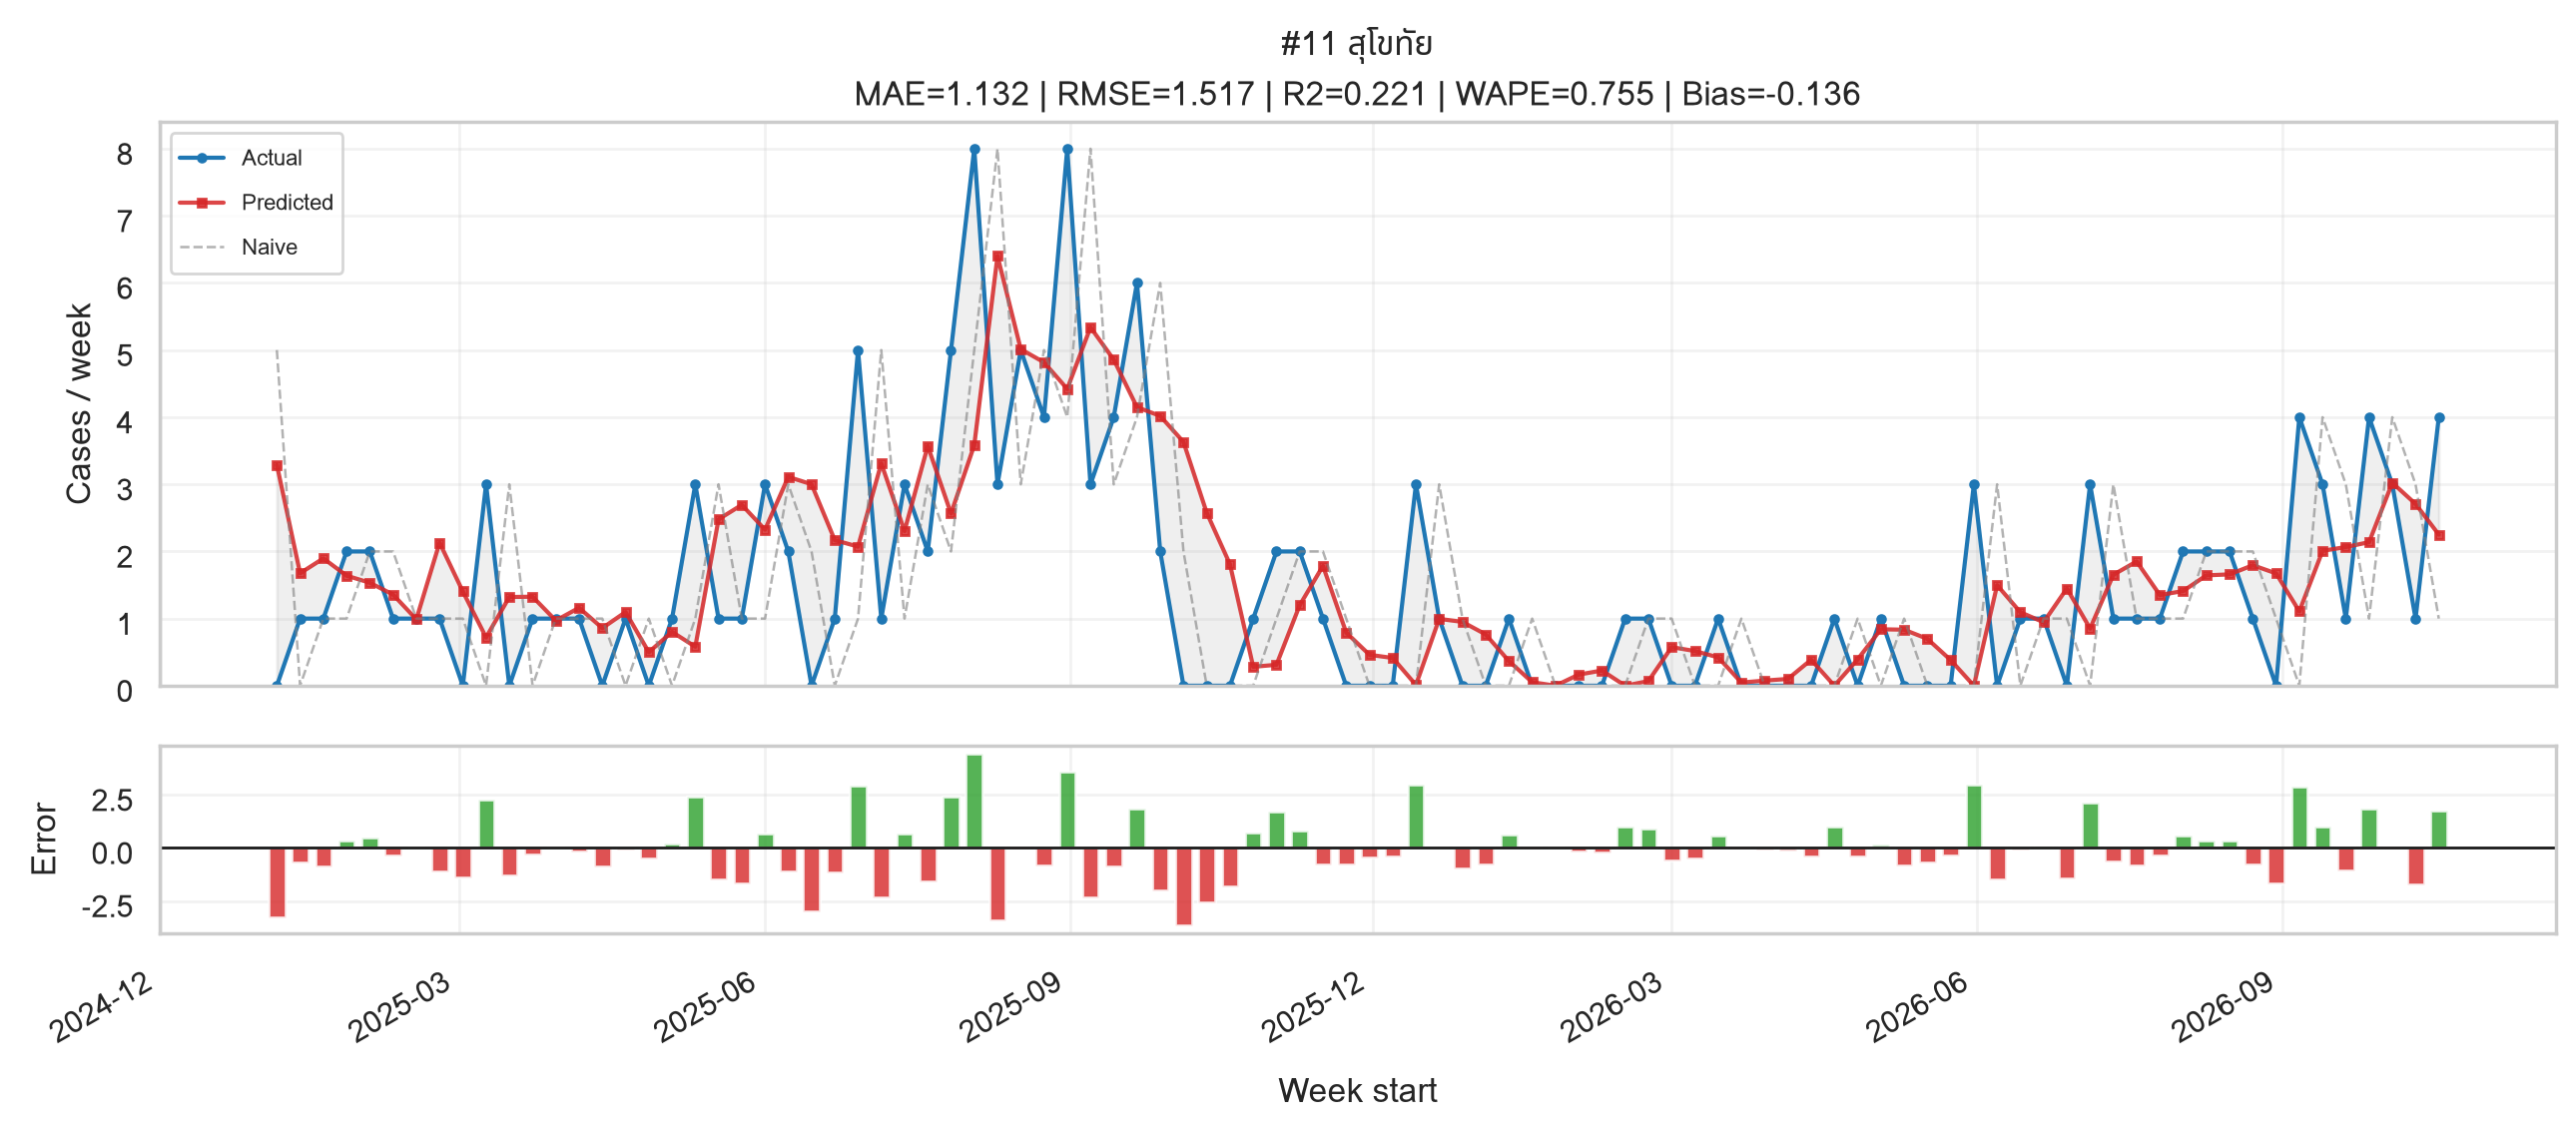 #11 สุโขทัย
MAE=1.132 | RMSE=1.517 | R2=0.221 | WAPE=0.755 | Bias=-0.136
Actual
Predicted
Naive
Cases / week
8
7
6
5
4
3
2
1
0
Error
2.5
0.0
-2.5
2024-12
2025-03
2025-06
2025-09
2025-12
2026-03
2026-06
2026-09
Week start